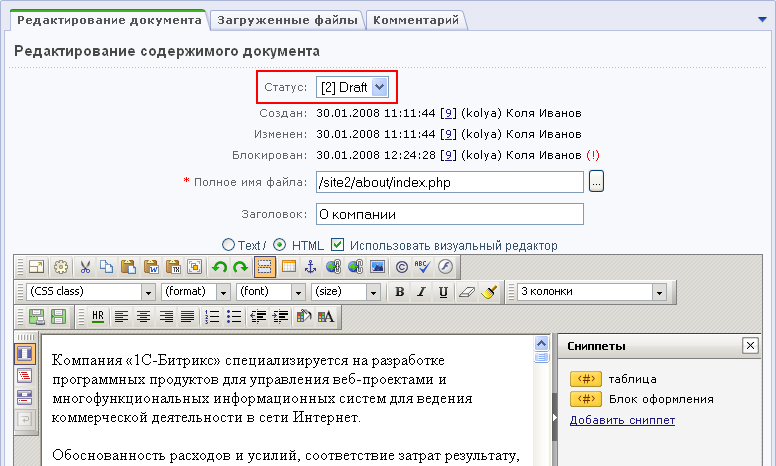 Редактирование документа Загруженные файлы Комментарий
Редактирование содержимого документа
Статус: [2] Draft
Создан: 30.01.2008 11:11:44 [9] (kolya) Коля Иванов
Изменен: 30.01.2008 11:11:44 [9] (kolya) Коля Иванов
Блокирован: 30.01.2008 12:24:28 [9] (kolya) Коля Иванов (!)
* Полное имя файла: /site2/about/index.php ...
Заголовок: О компании
Text / HTML Использовать визуальный редактор
(CSS class) (format) (font) (size) B I U 3 колонки
HR A
Сниппеты
Компания «1С-Битрикс» специализируется на разработке
программных продуктов для управления веб-проектами и
многофункциональных информационных систем для ведения
коммерческой деятельности в сети Интернет.
Обоснованность расходов и усилий, соответствие затрат результату,
<#> таблица
<#> Блок оформления
Добавить сниппет